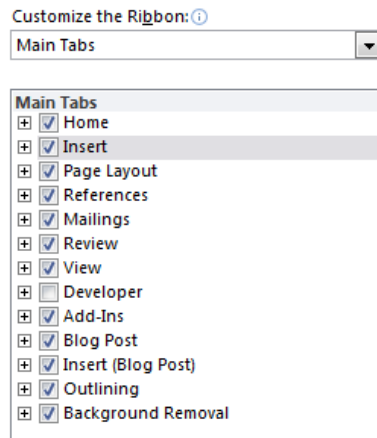 Customize the Ribbon:
Main Tabs
Main Tabs
Home
Insert
Page Layout
References
Mailings
Review
View
Developer
Add-Ins
Blog Post
Insert (Blog Post)
Outlining
Background Removal